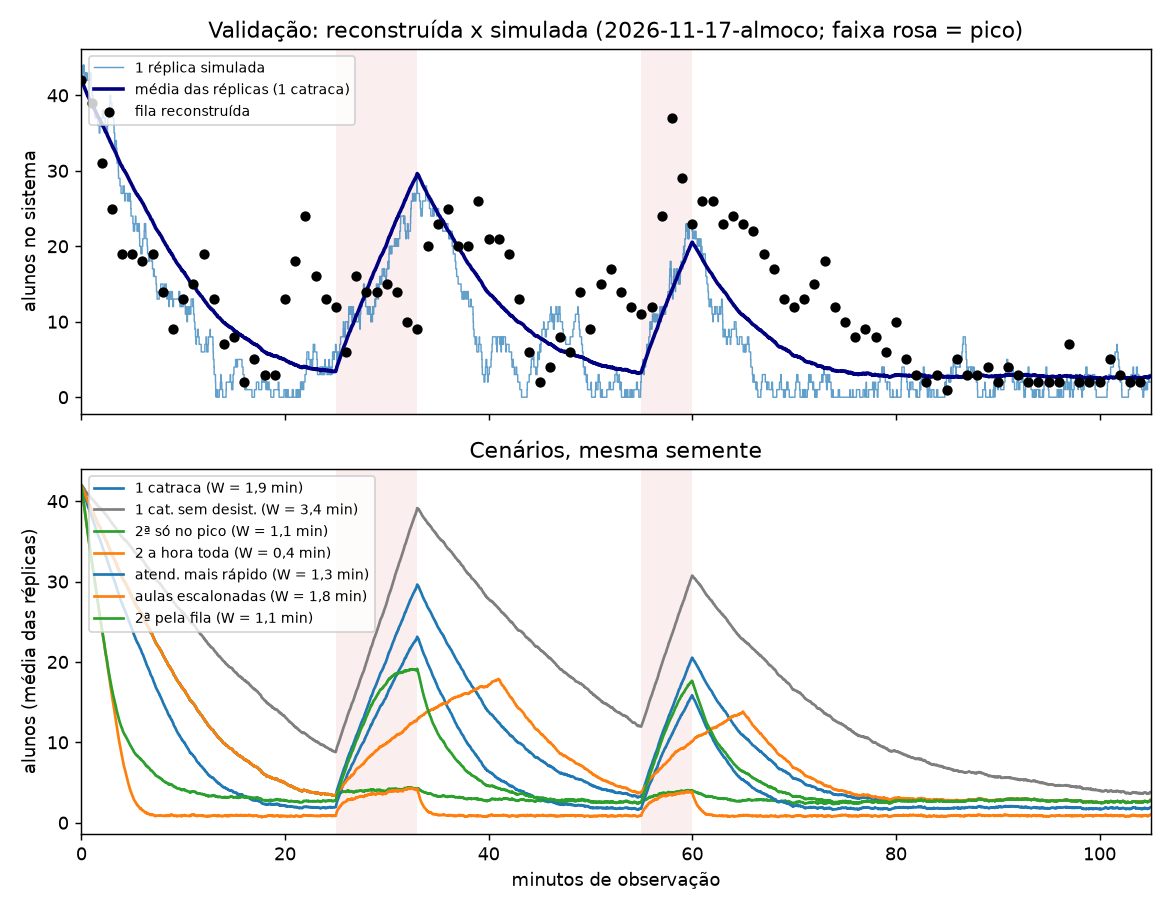 Validação: reconstruída x simulada (2026-11-17-almoco; faixa rosa = pico)
1 réplica simulada
média das réplicas (1 catraca)
fila reconstruída
alunos no sistema
40
30
20
10
0
Cenários, mesma semente
1 catraca (W = 1,9 min)
1 cat. sem desist. (W = 3,4 min)
2ª só no pico (W = 1,1 min)
2 a hora toda (W = 0,4 min)
atend. mais rápido (W = 1,3 min)
aulas escalonadas (W = 1,8 min)
2ª pela fila (W = 1,1 min)
alunos (média das réplicas)
40
30
20
10
0
0 20 40 60 80 100
minutos de observação